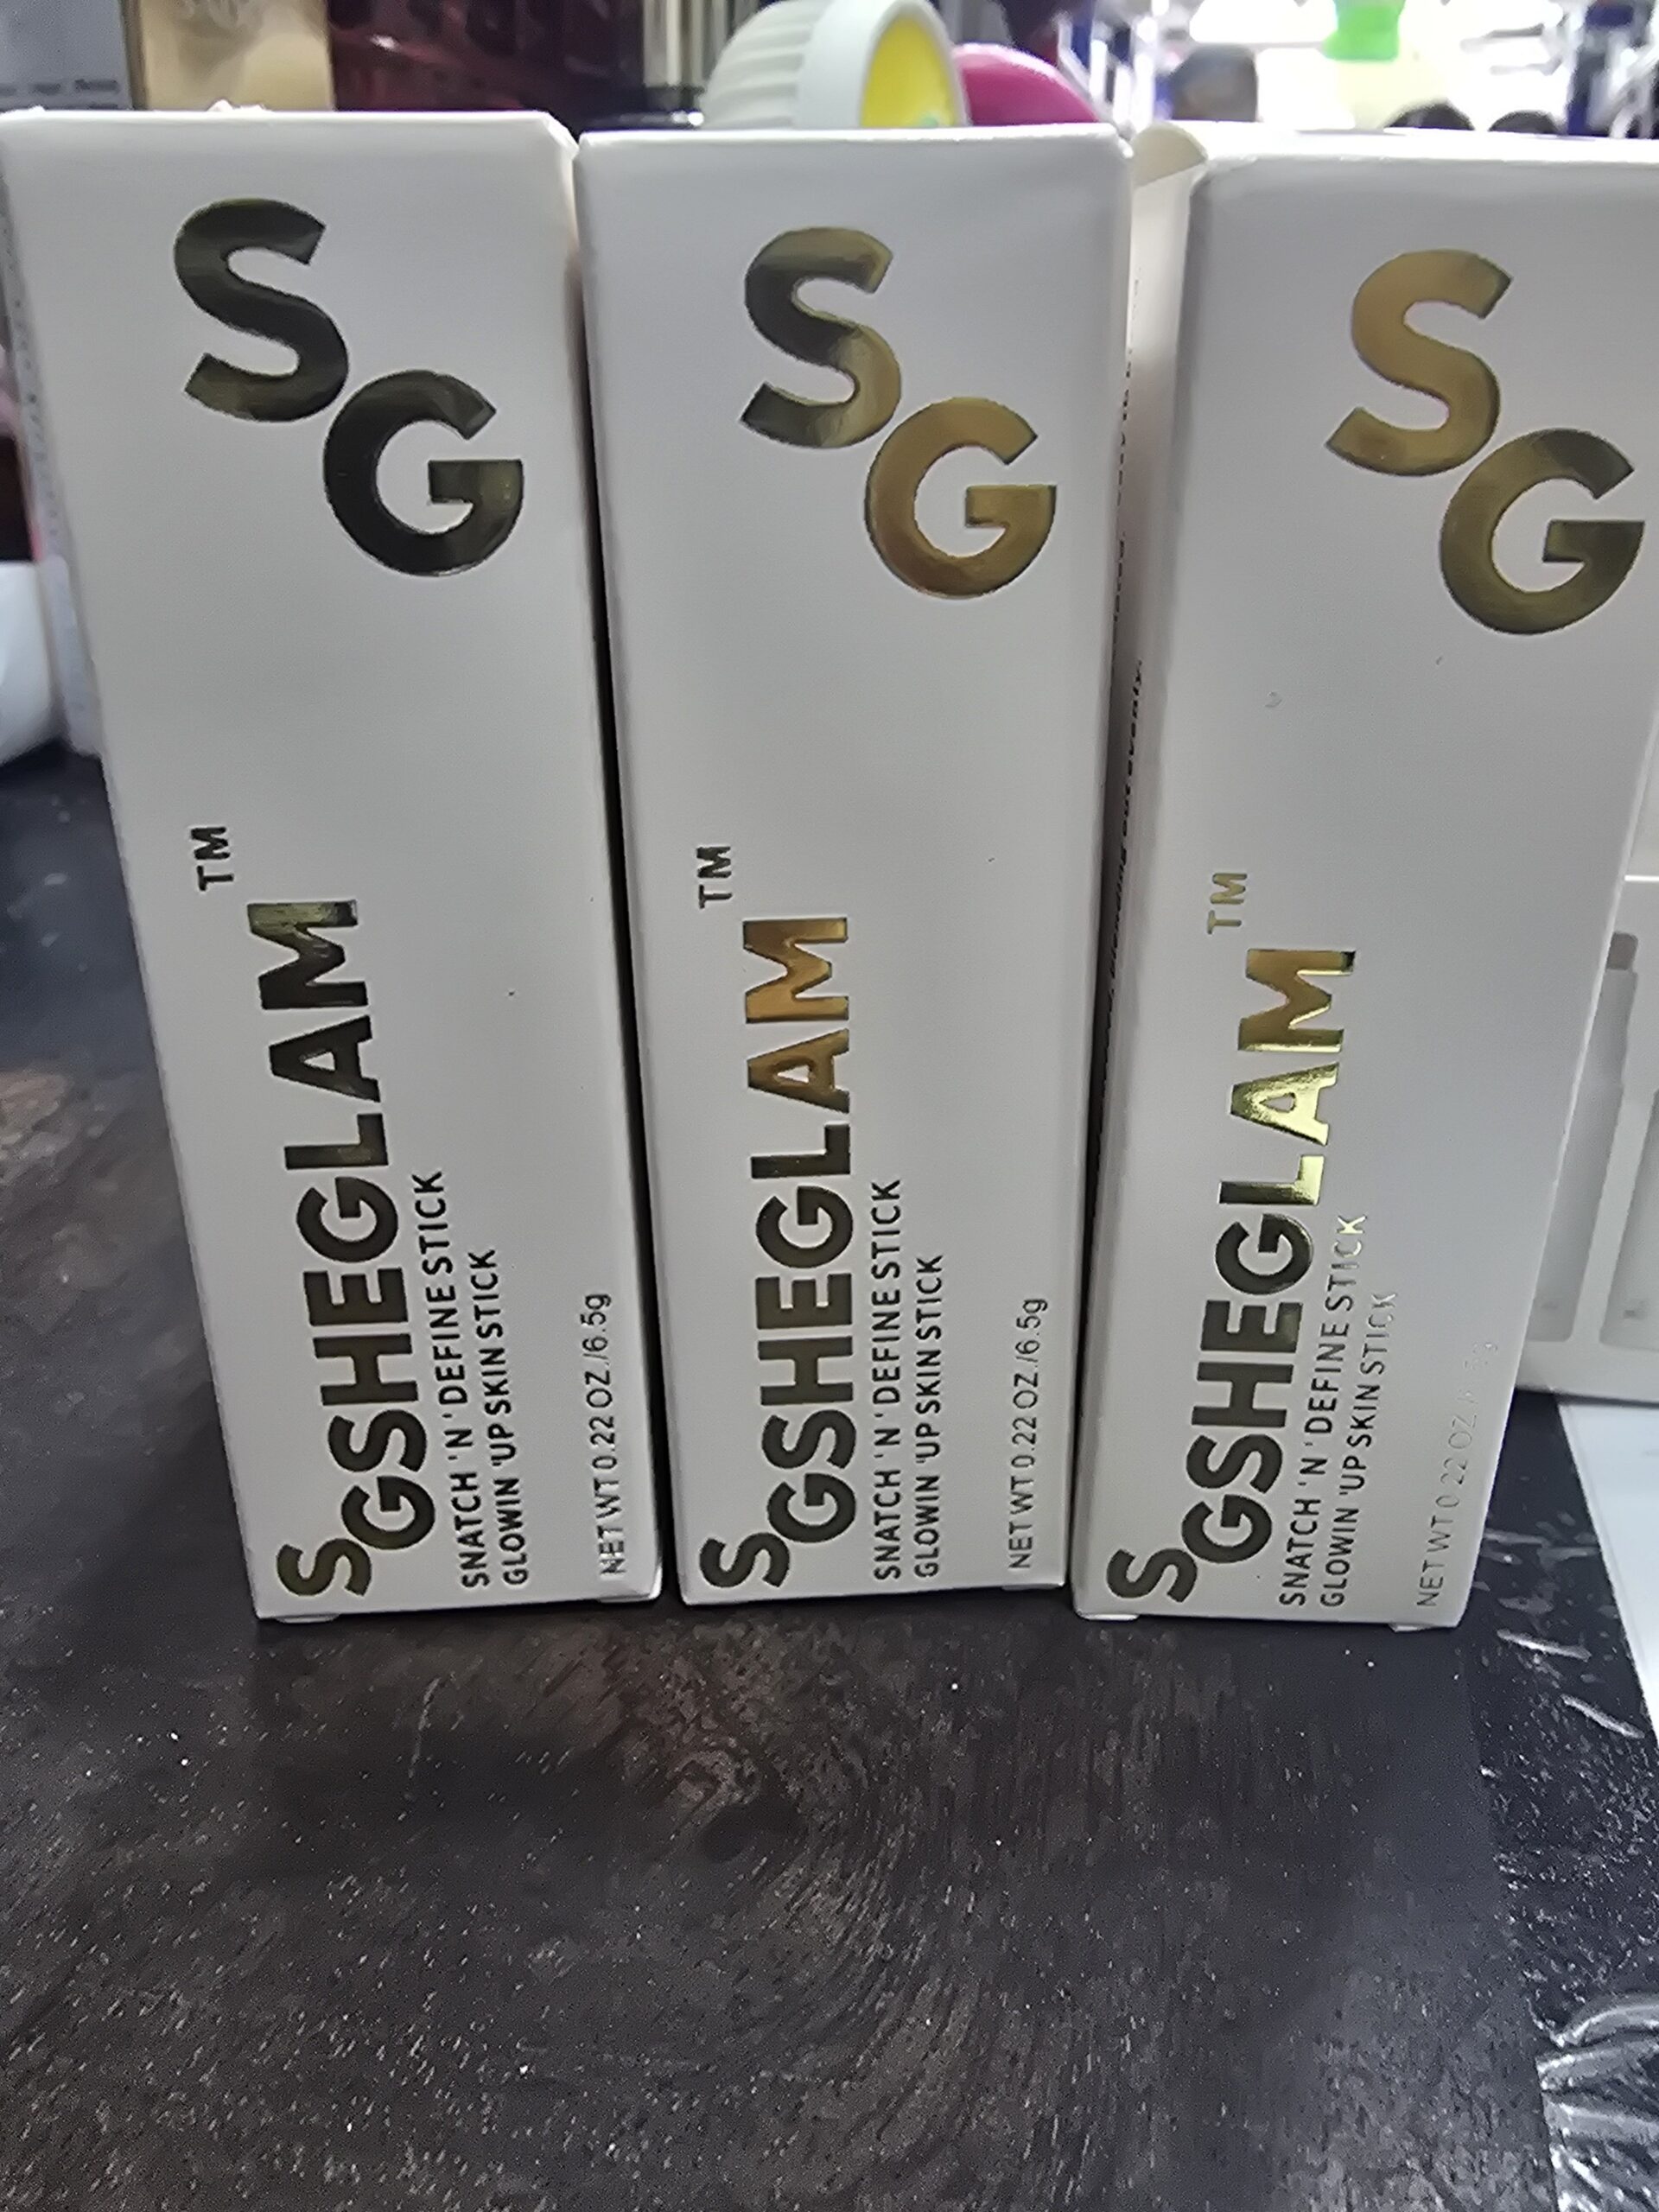 SG
SGSHEGLAM™
SNATCH 'N' DEFINE STICK
GLOWIN 'UP SKIN STICK
NET WT 0.22 OZ./6.5g
SG
SGSHEGLAM™
SNATCH 'N' DEFINE STICK
GLOWIN 'UP SKIN STICK
NET WT 0.22 OZ./6.5g
SG
SGSHEGLAM™
SNATCH 'N' DEFINE STICK
GLOWIN 'UP SKIN STICK
NET WT 0.22 OZ./6.5g